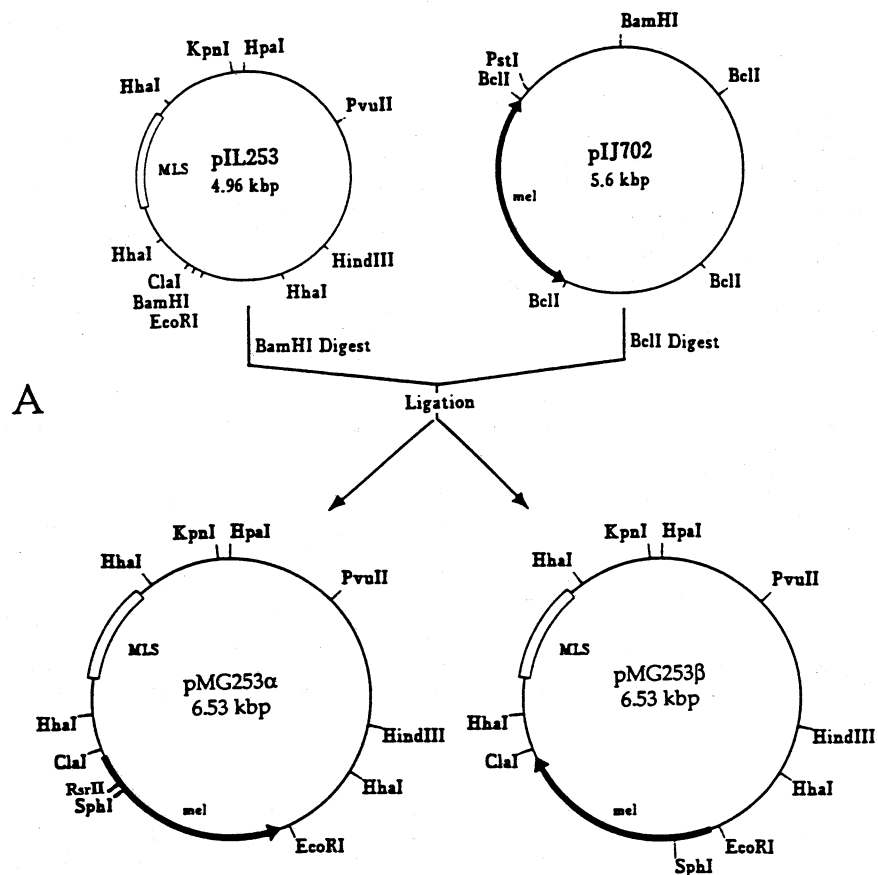 KpnI HpaI
HhaI
PvuII
pIL253
4.96 kbp
MLS
HhaI
ClaI
BamHI
EcoRI
HhaI
HindIII
BamHI
PstI
BclI
BclI
pIJ702
5.6 kbp
mel
BclI
BclI
BamHI Digest
BclI Digest
A
Ligation
KpnI HpaI
HhaI
PvuII
MLS
pMG253α
6.53 kbp
HhaI
ClaI
RsrII
SphI
mel
HindIII
HhaI
EcoRI
KpnI HpaI
HhaI
PvuII
MLS
pMG253β
6.53 kbp
HhaI
ClaI
mel
HindIII
HhaI
EcoRI
SphI